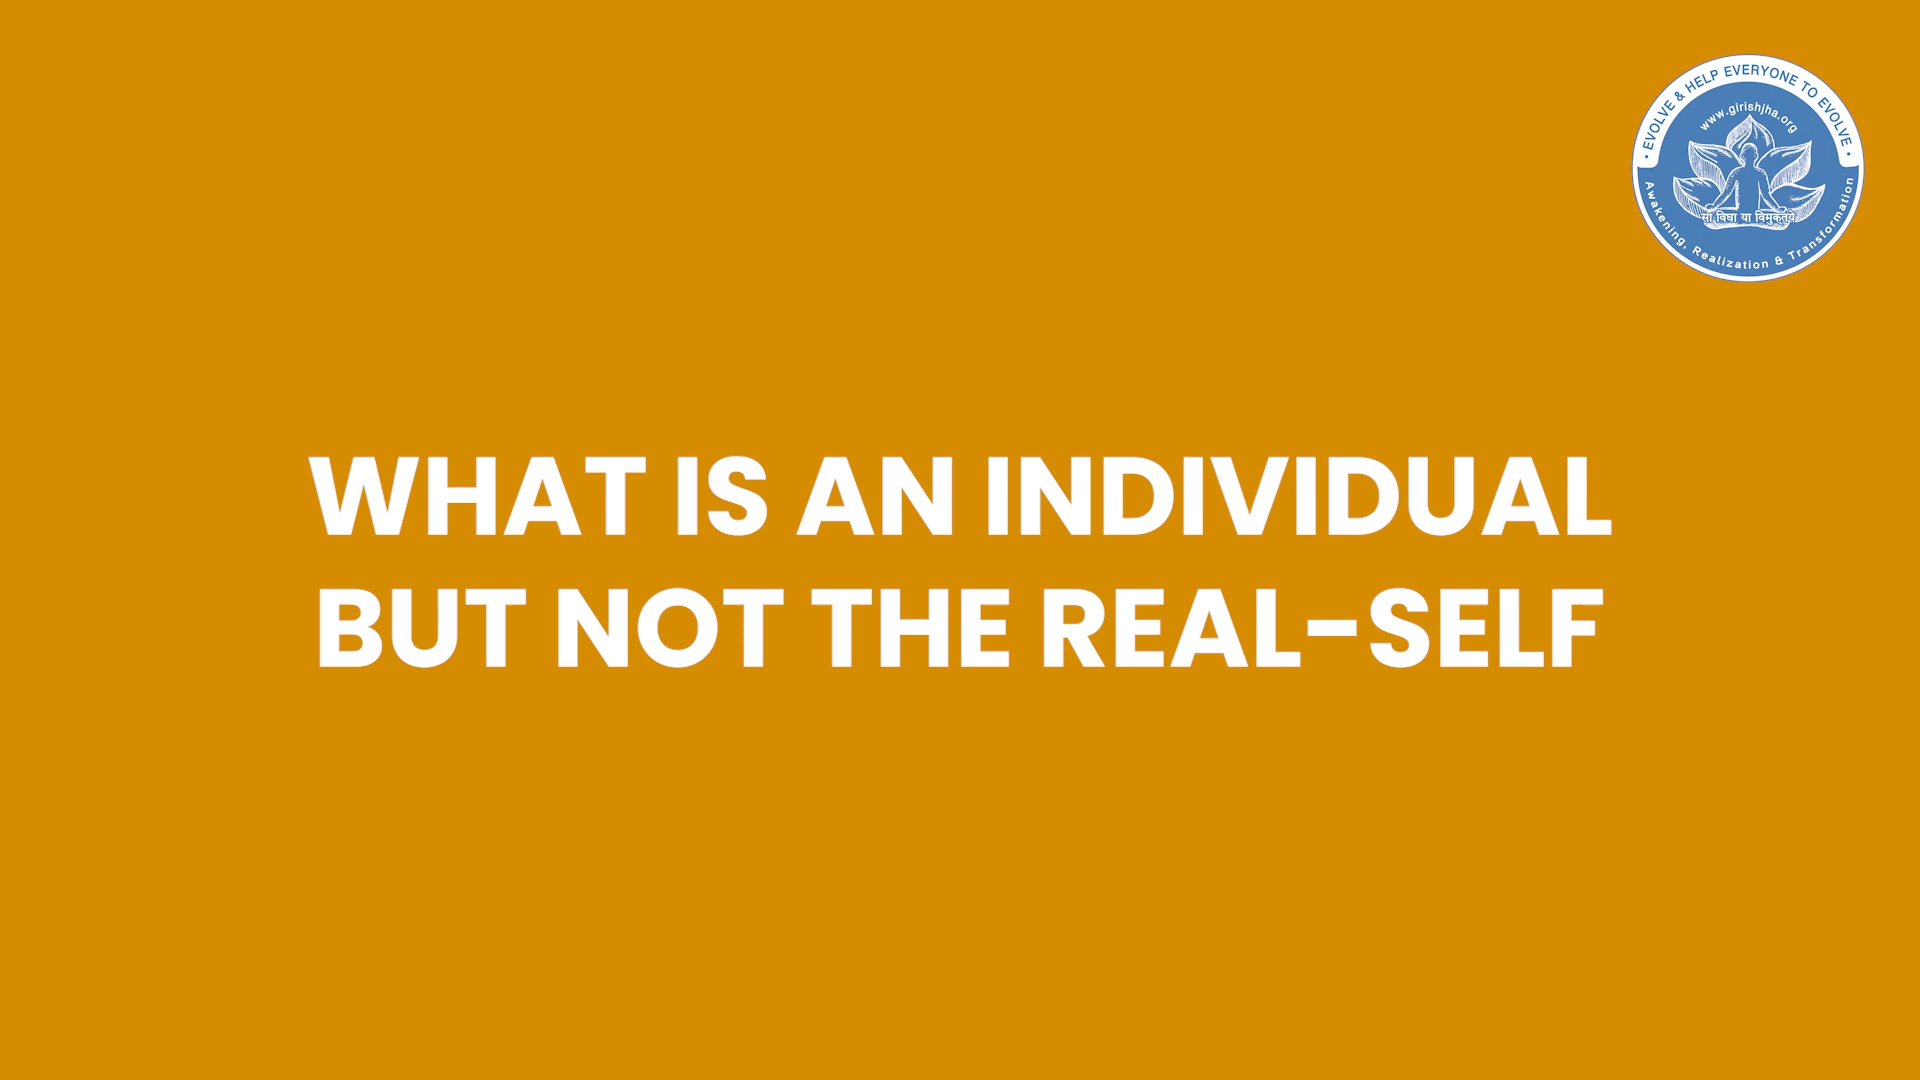 • EVOLVE & HELP EVERYONE TO EVOLVE •
www.girishjha.org
सा विद्या या विमुक्तये
Awakening, Realization & Transformation
WHAT IS AN INDIVIDUAL
BUT NOT THE REAL-SELF